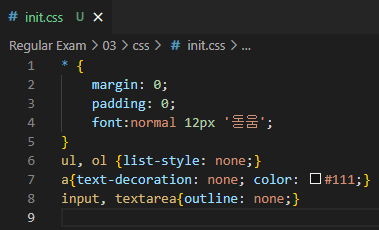 init.css U
Regular Exam > 03 > css > init.css > ...
1 * {
2 margin: 0;
3 padding: 0;
4 font:normal 12px '돋움';
5 }
6 ul, ol {list-style: none;}
7 a{text-decoration: none; color: #111;}
8 input, textarea{outline: none;}
9